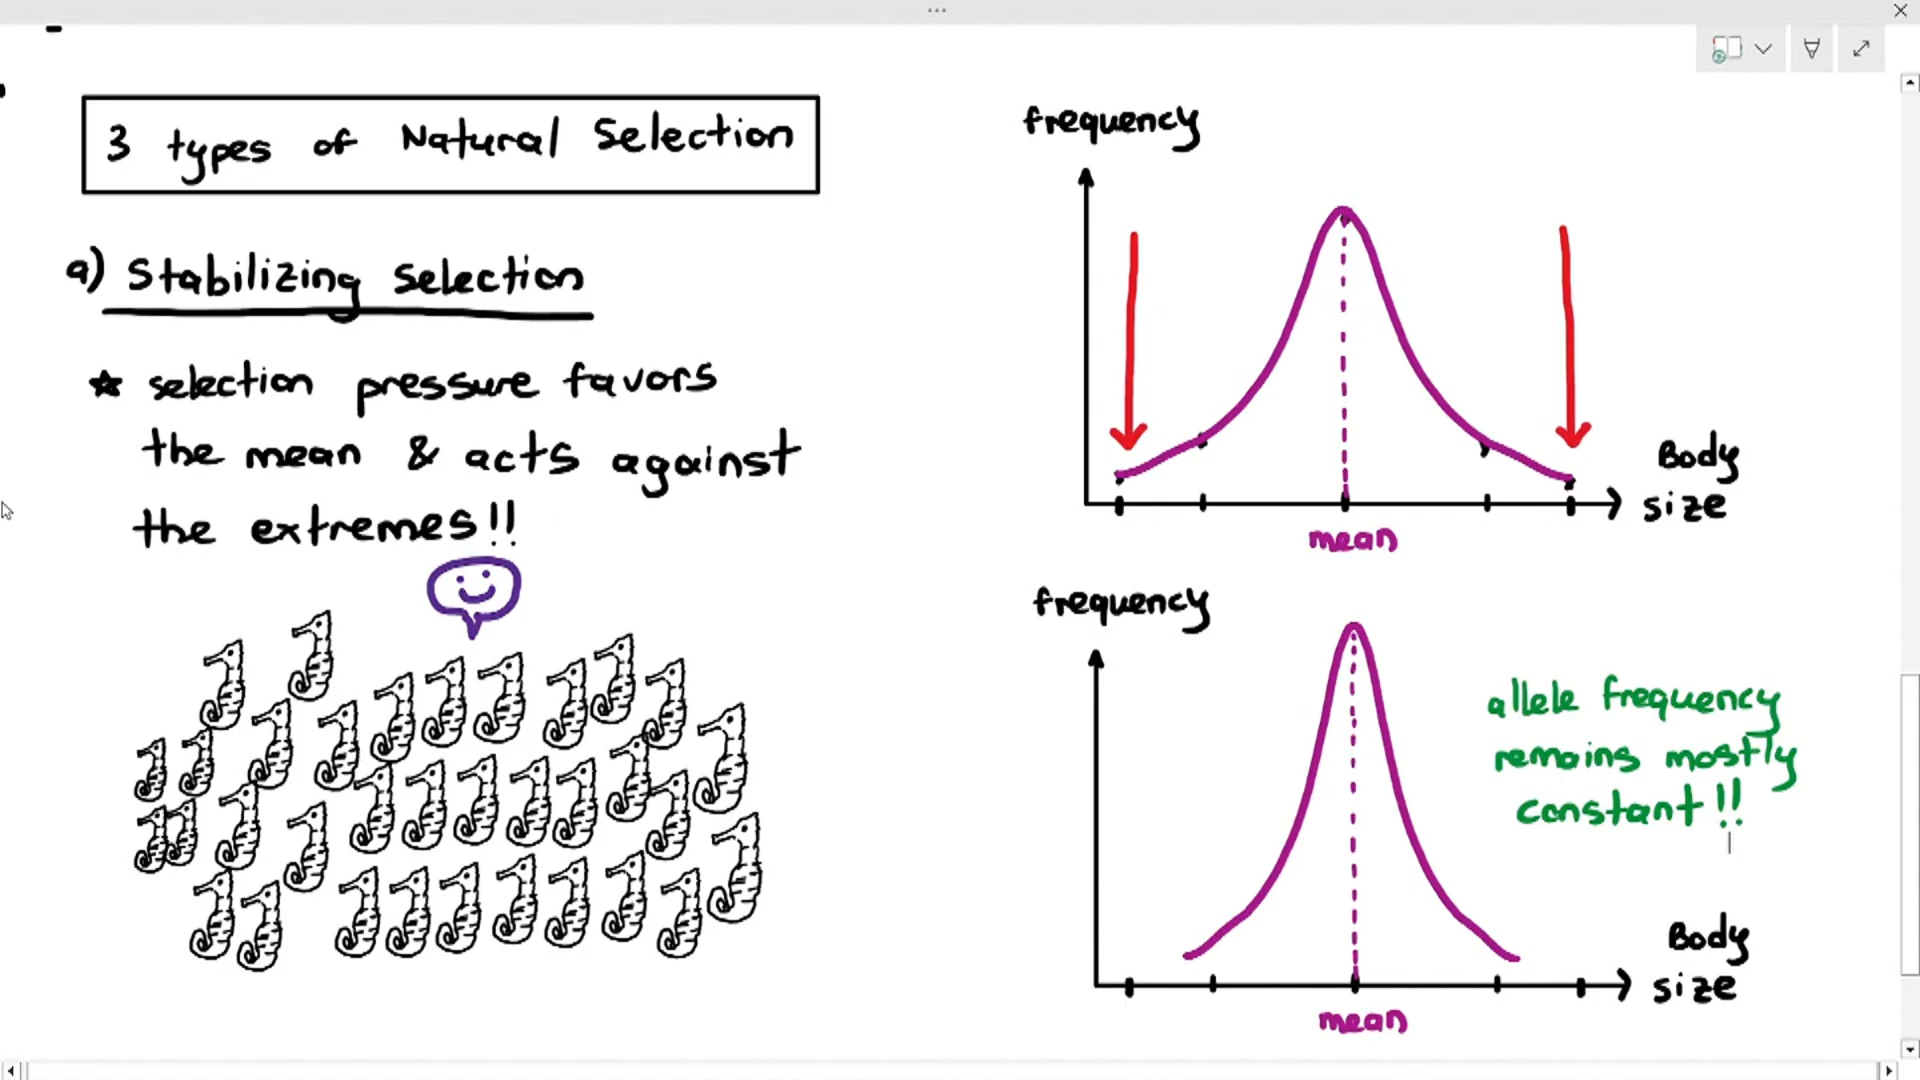 3 types of Natural Selection
a) Stabilizing Selection
selection pressure favors
the mean & acts against
the extremes!!
frequency
Body
size
mean
frequency
allele frequency
remains mostly
constant!!
Body
size
mean